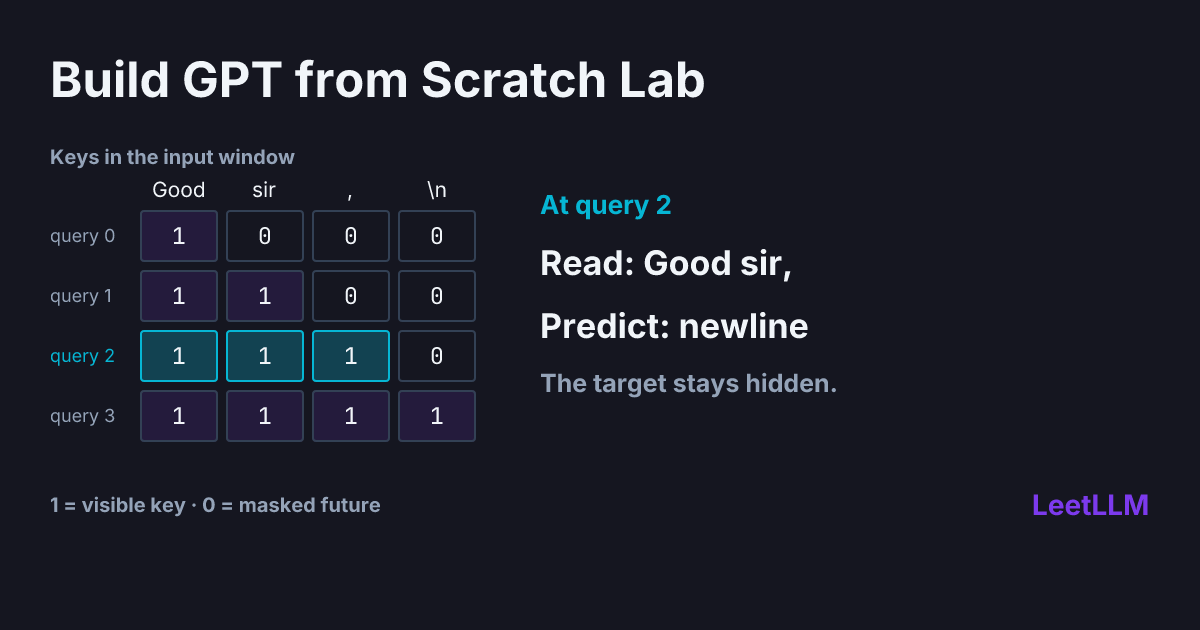 Build GPT from Scratch Lab
Keys in the input window
Good sir , \n
query 0 1 0 0 0
query 1 1 1 0 0
query 2 1 1 1 0
query 3 1 1 1 1
At query 2
Read: Good sir,
Predict: newline
The target stays hidden.
1 = visible key · 0 = masked future
LeetLLM